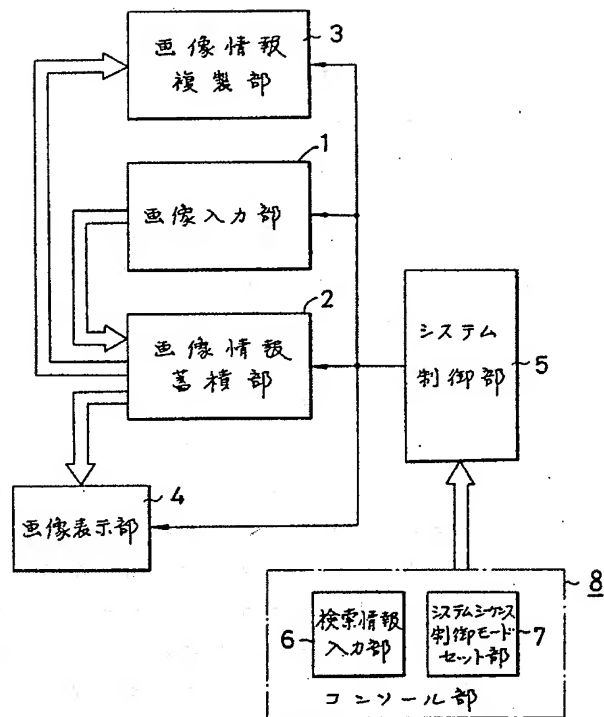 3
画像情報
複製部
1
画像入力部
2
画像情報
蓄積部
システム
制御部
5
4
画像表示部
8
6
検索情報
入力部
システムシーケンス
制御モード
セット部
7
コンソール部